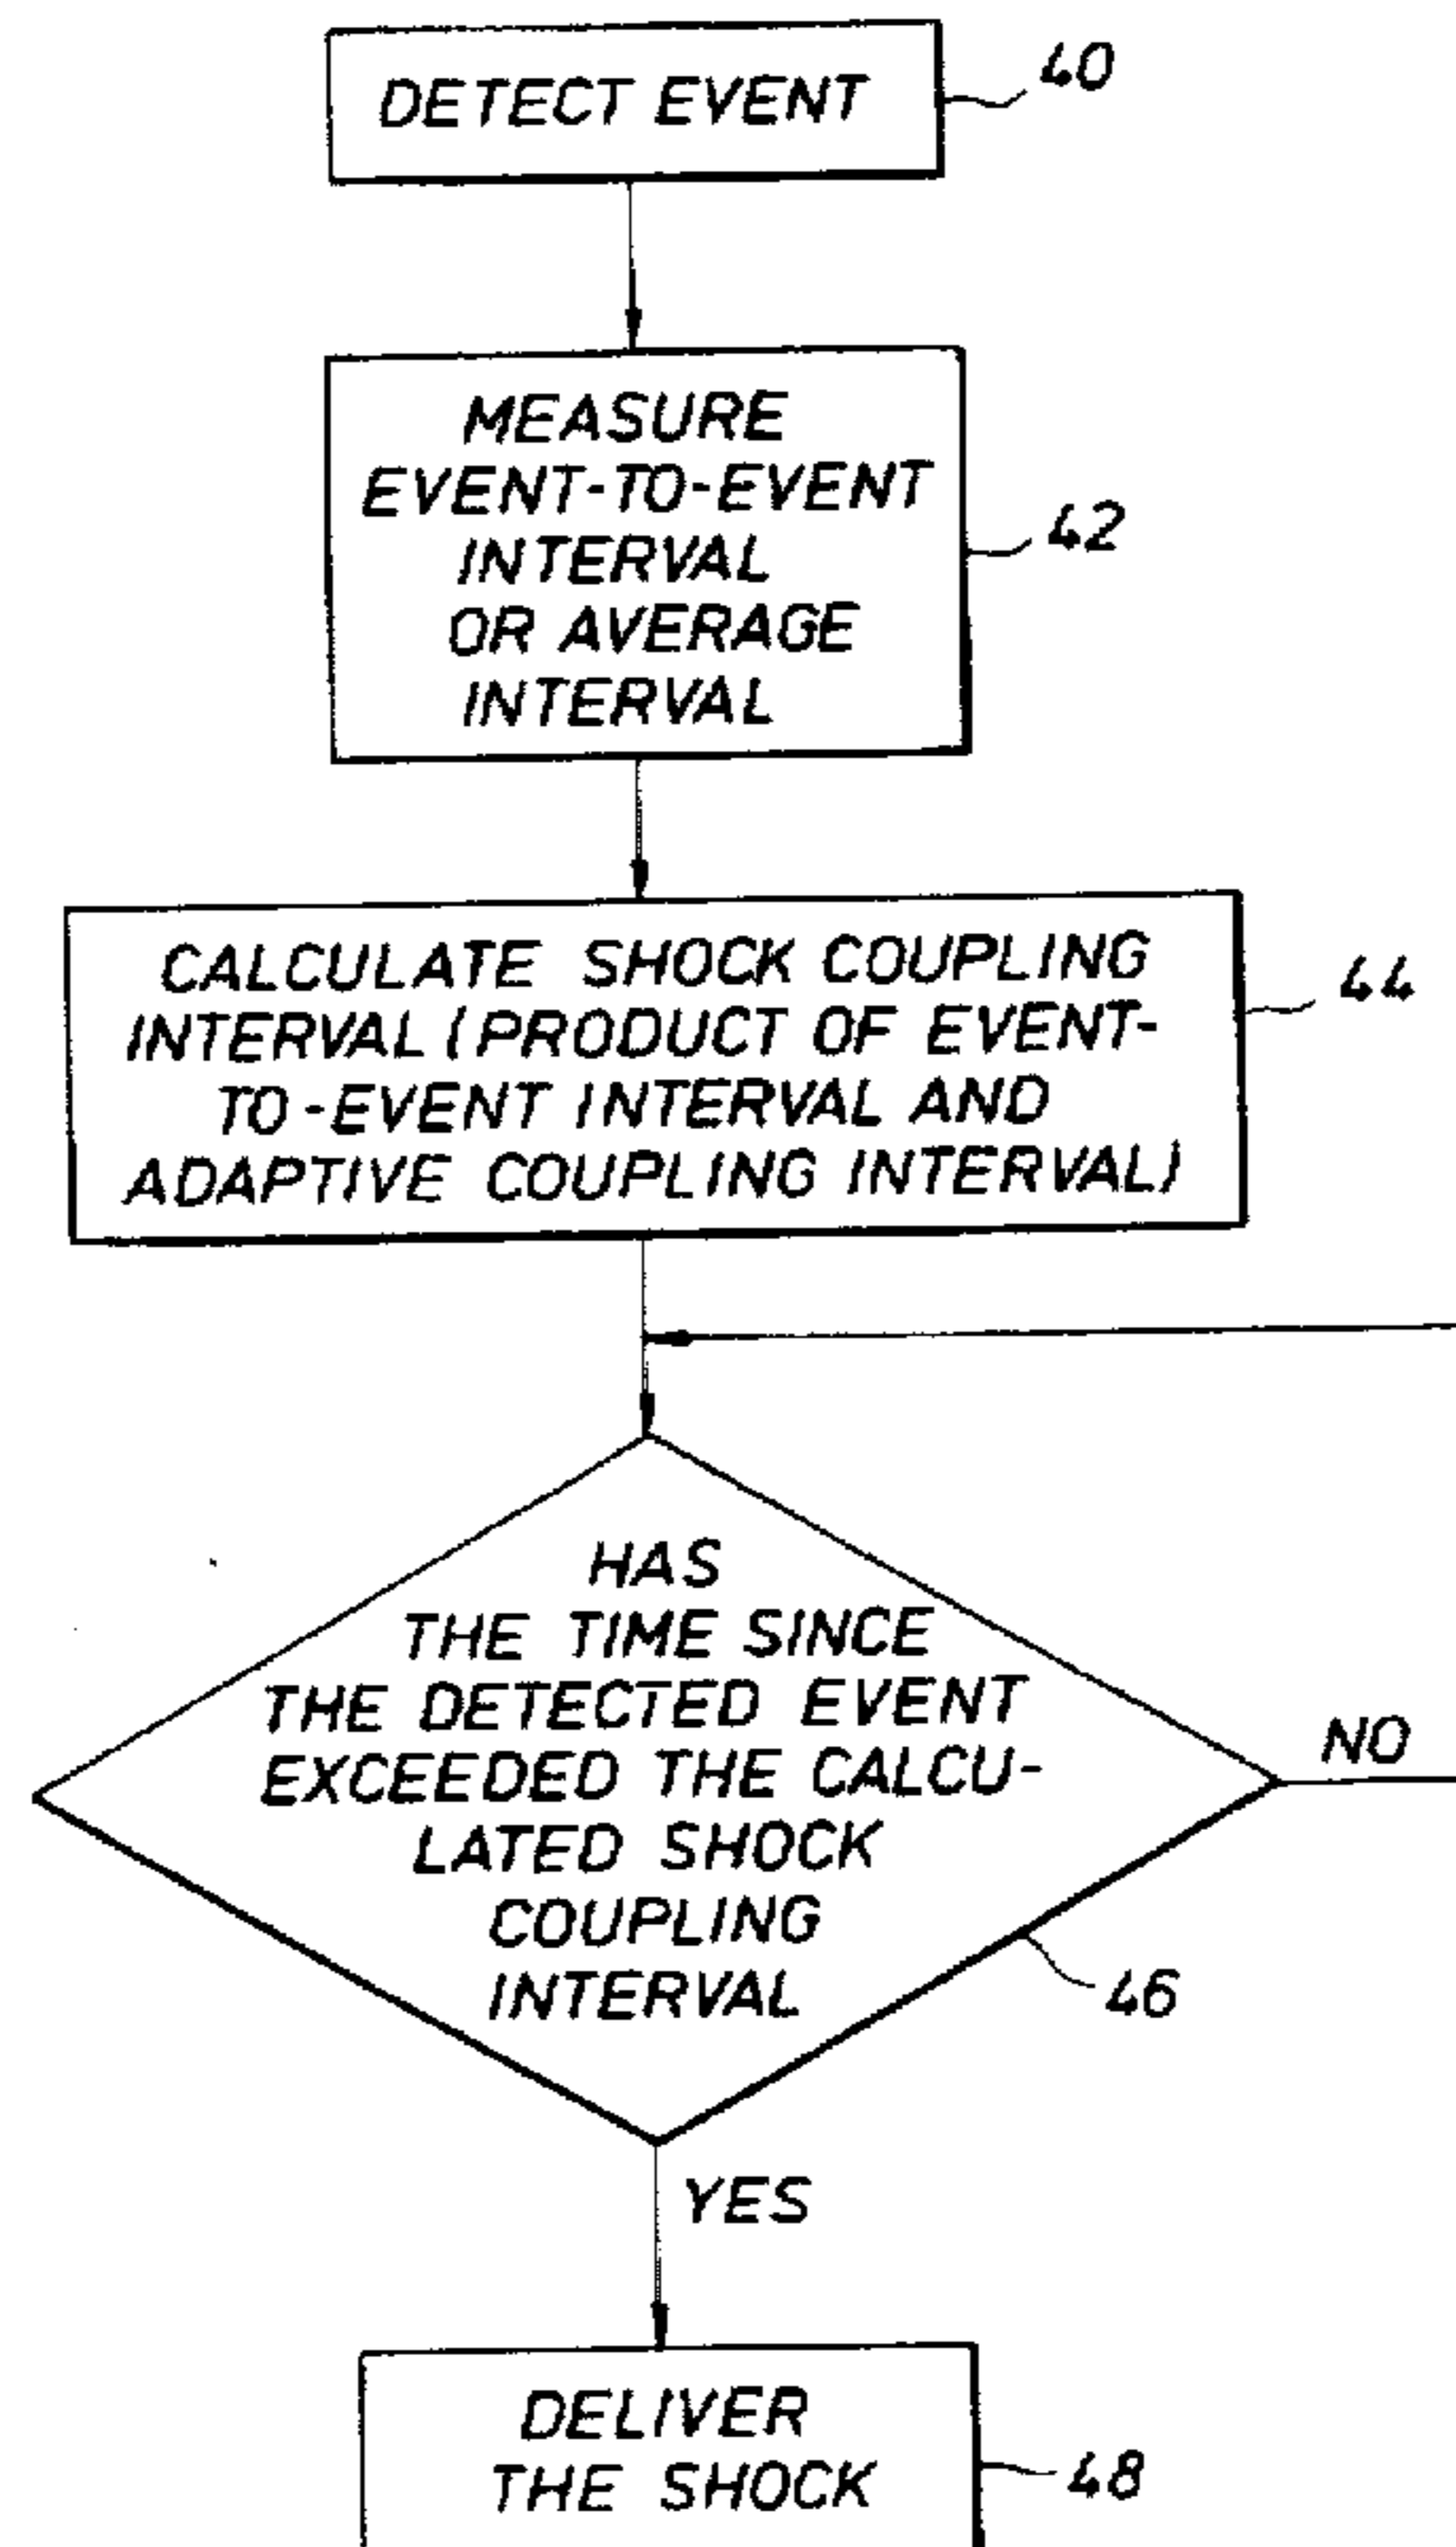 DETECT EVENT
40
MEASURE
EVENT-TO-EVENT
INTERVAL
OR AVERAGE
INTERVAL
42
CALCULATE SHOCK COUPLING
INTERVAL (PRODUCT OF EVENT-
TO-EVENT INTERVAL AND
ADAPTIVE COUPLING INTERVAL)
44
HAS
THE TIME SINCE
THE DETECTED EVENT
EXCEEDED THE CALCU-
LATED SHOCK
COUPLING
INTERVAL
NO
46
YES
DELIVER
THE SHOCK
48